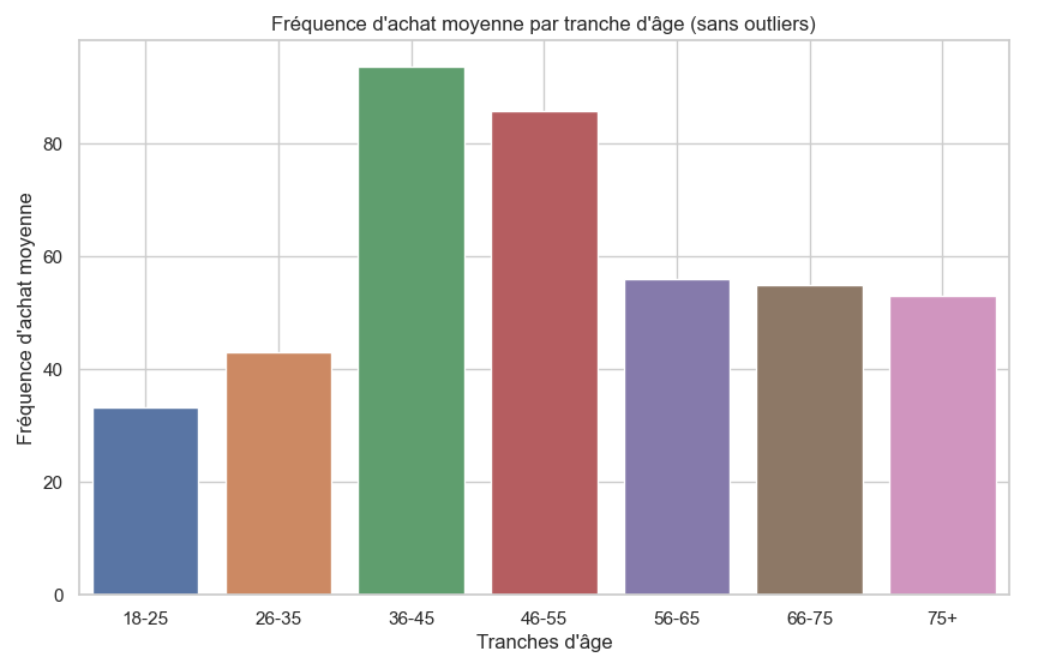 Fréquence d'achat moyenne par tranche d'âge (sans outliers)
Fréquence d'achat moyenne
80
60
40
20
0
18-25 26-35 36-45 46-55 56-65 66-75 75+
Tranches d'âge